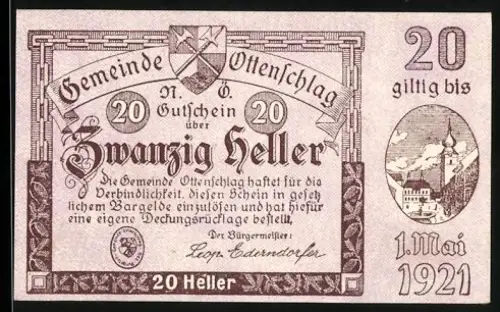 Gemeinde Ottenschlag
N. Ö.
20 Gutschein 20
über
Zwanzig Heller
Die Gemeinde Ottenschlag haftet für die
Verbindlichkeit, diesen Schein in gesetz
lichem Bargelde einzulösen und hat hiefür
eine eigene Deckungsrücklage bestellt.
Der Bürgermeister:
Leop. Ederndorfer
20 Heller
20
giltig bis
1. Mai
1921